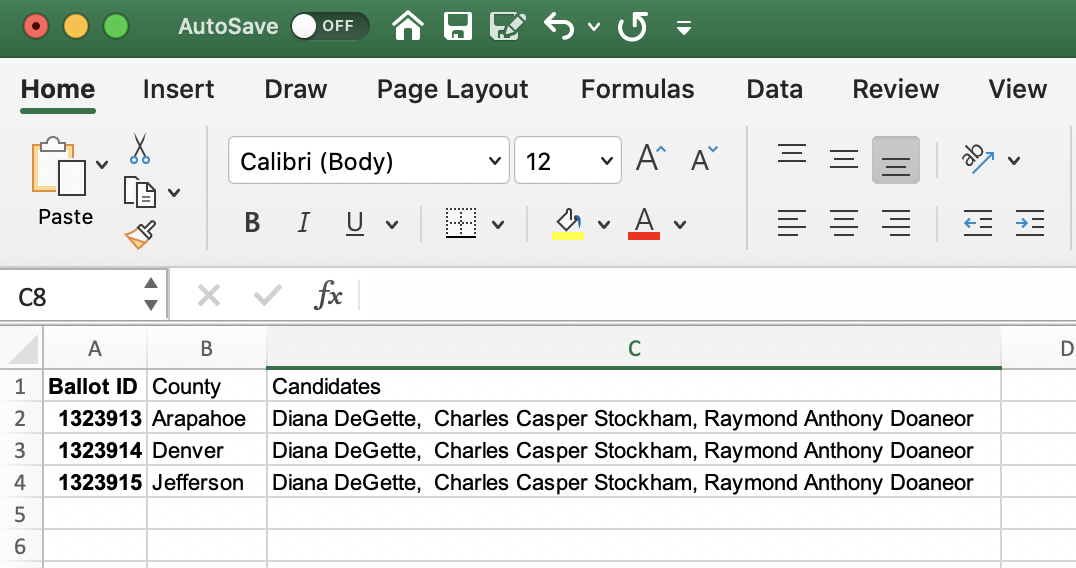 AutoSave OFF
Home Insert Draw Page Layout Formulas Data Review View
Calibri (Body) 12 A A
ab
Paste
B I U A
C8 fx
A B C D
1 Ballot ID County Candidates
2 1323913 Arapahoe Diana DeGette,  Charles Casper Stockham, Raymond Anthony Doaneor
3 1323914 Denver Diana DeGette,  Charles Casper Stockham, Raymond Anthony Doaneor
4 1323915 Jefferson Diana DeGette,  Charles Casper Stockham, Raymond Anthony Doaneor
5
6